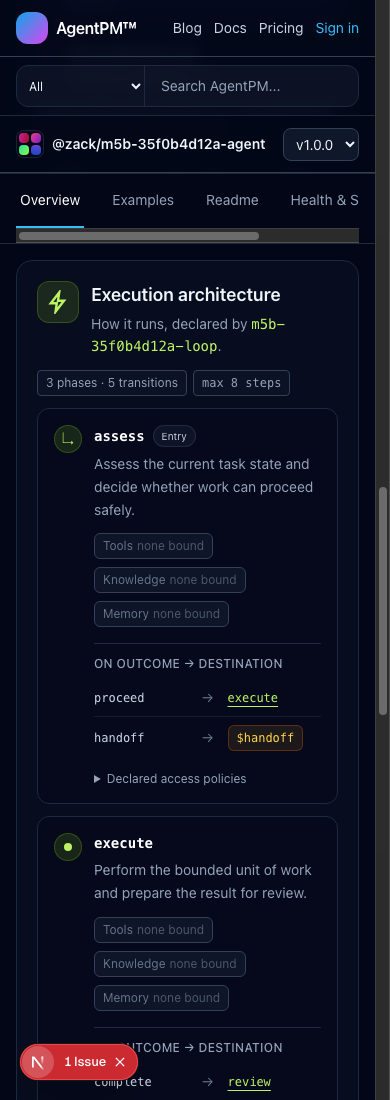 AgentPM™ Blog Docs Pricing Sign in
All Search AgentPM...
@zack/m5b-35f0b4d12a-agent v1.0.0
Overview Examples Readme Health & S
Execution architecture
How it runs, declared by m5b-
35f0b4d12a-loop.
3 phases · 5 transitions max 8 steps
assess Entry
Assess the current task state and
decide whether work can proceed
safely.
Tools none bound
Knowledge none bound
Memory none bound
ON OUTCOME → DESTINATION
proceed → execute
handoff → $handoff
▶ Declared access policies
execute
Perform the bounded unit of work
and prepare the result for review.
Tools none bound
Knowledge none bound
Memory none bound
UTCOME → DESTINATION
N 1 Issue ×
complete → review